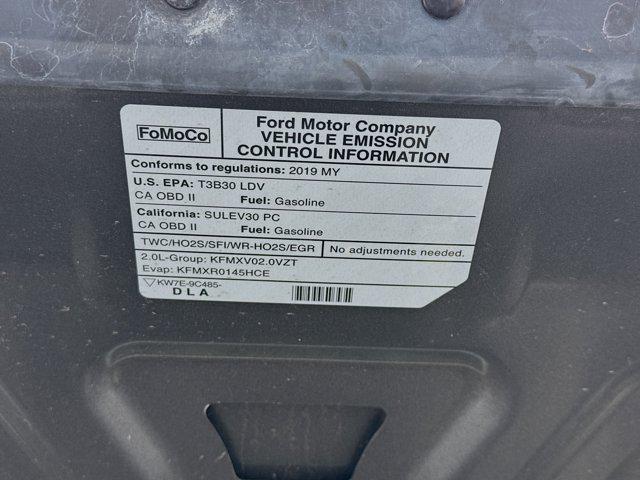 FoMoCo
Ford Motor Company
VEHICLE EMISSION
CONTROL INFORMATION
Conforms to regulations: 2019 MY
U.S. EPA: T3B30 LDV
CA OBD II Fuel: Gasoline
California: SULEV30 PC
CA OBD II Fuel: Gasoline
TWC/HO2S/SFI/WR-HO2S/EGR No adjustments needed.
2.0L-Group: KFMXV02.0VZT
Evap: KFMXR0145HCE
KW7E-9C485-
DLA